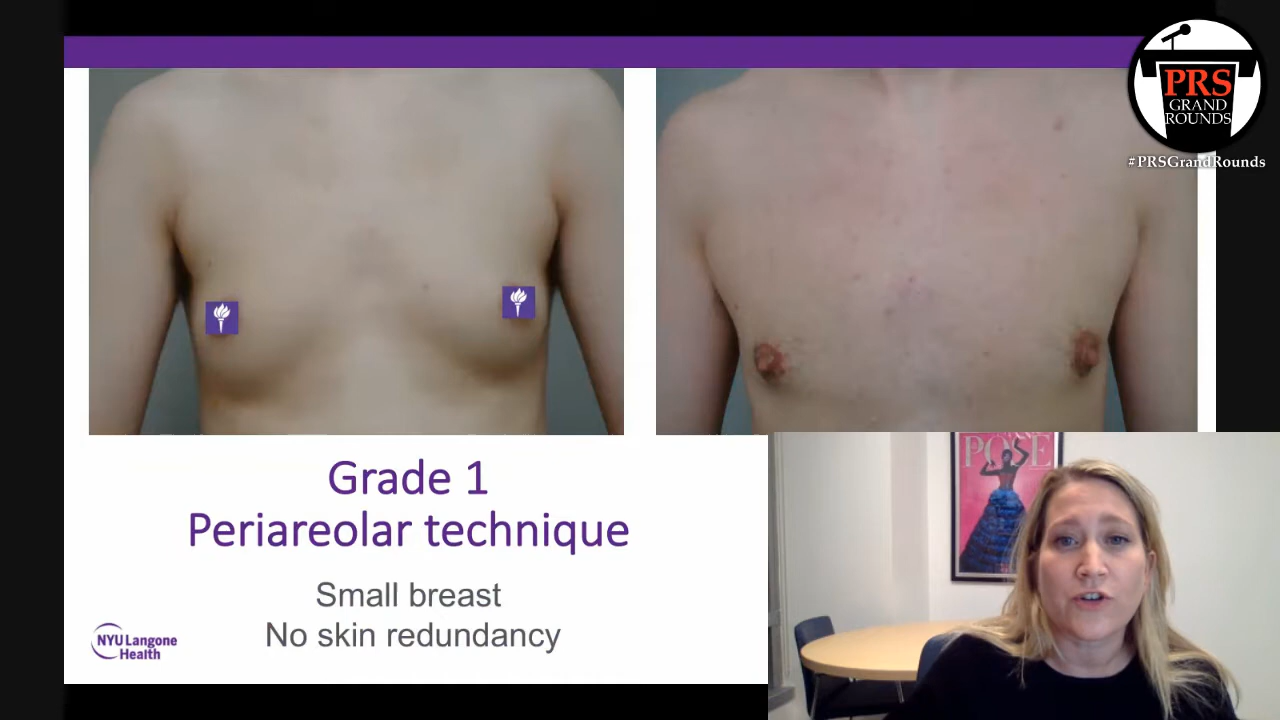 PRS
GRAND
ROUNDS
#PRSGrandRounds
Grade 1
Periareolar technique
Small breast
No skin redundancy
NYU Langone
Health
POSE